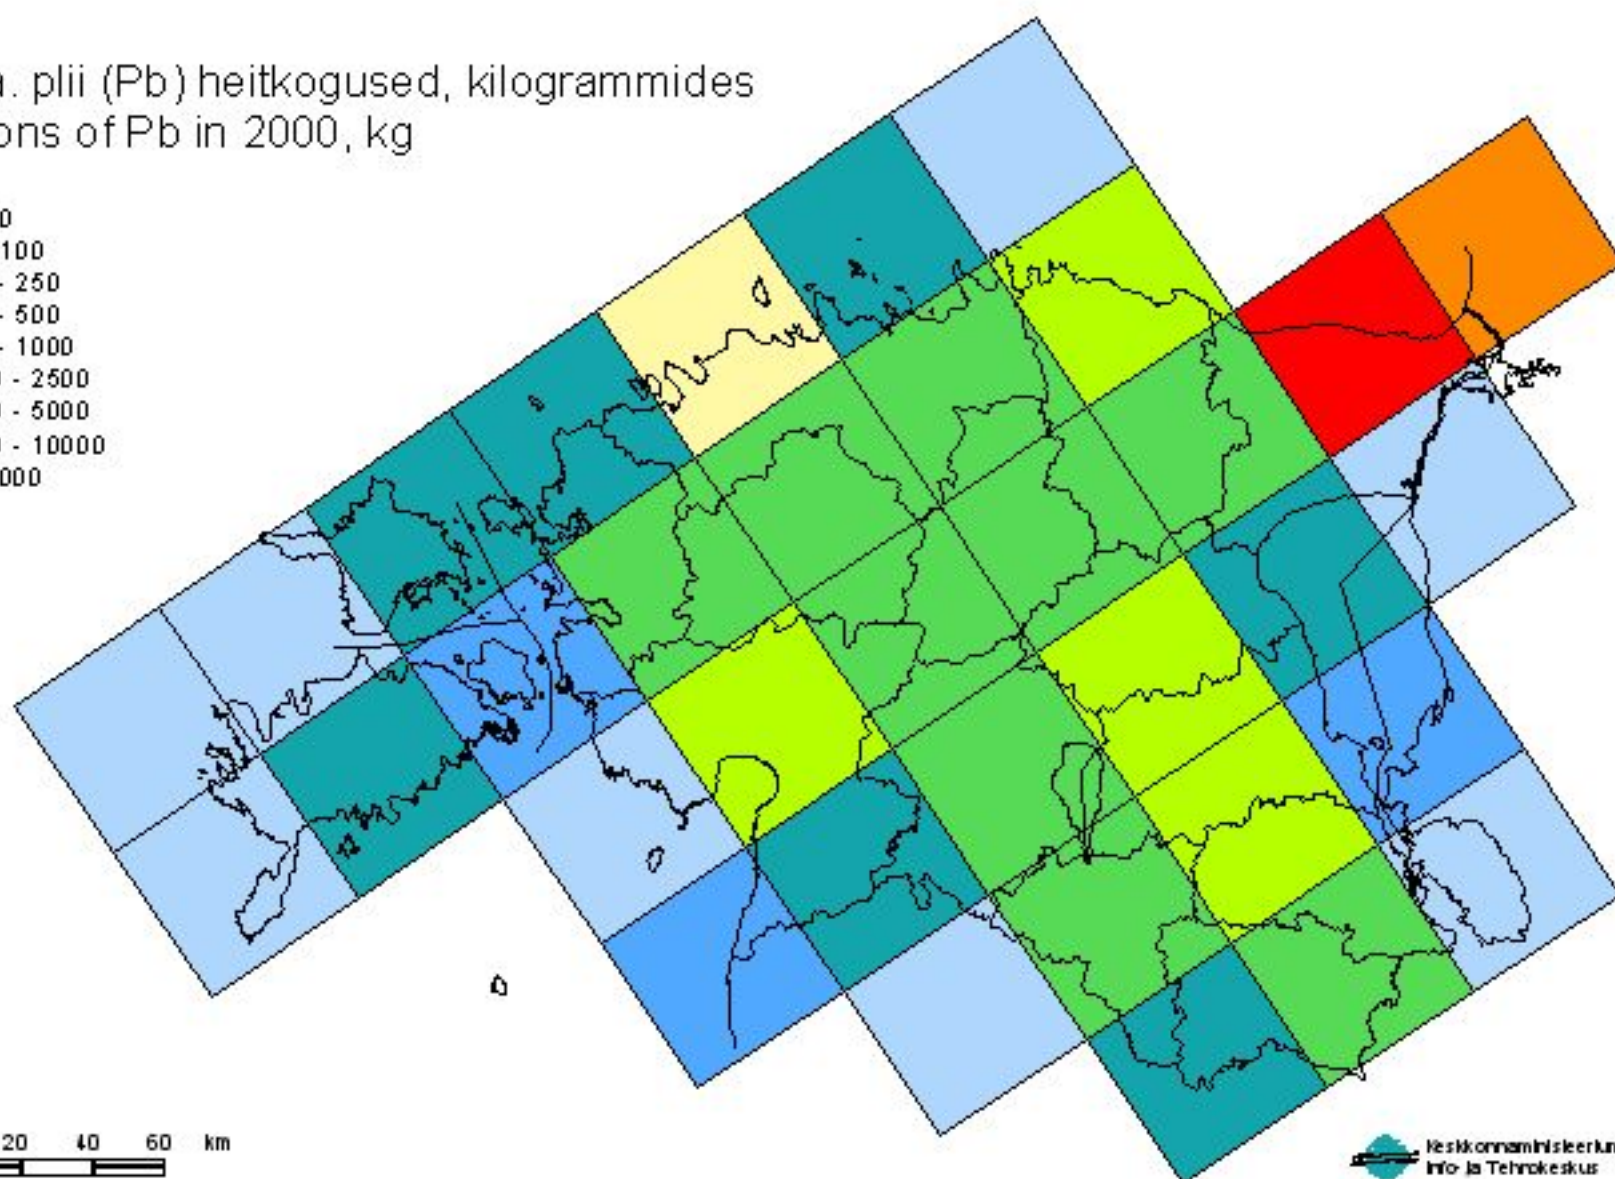 a. plii (Pb) heitkogused, kilogrammides
ons of Pb in 2000, kg
0
100
- 250
- 500
- 1000
- 2500
- 5000
- 10000
000
20 40 60 km
Keskkonnaministeerium
Info- ja Tehnokeskus